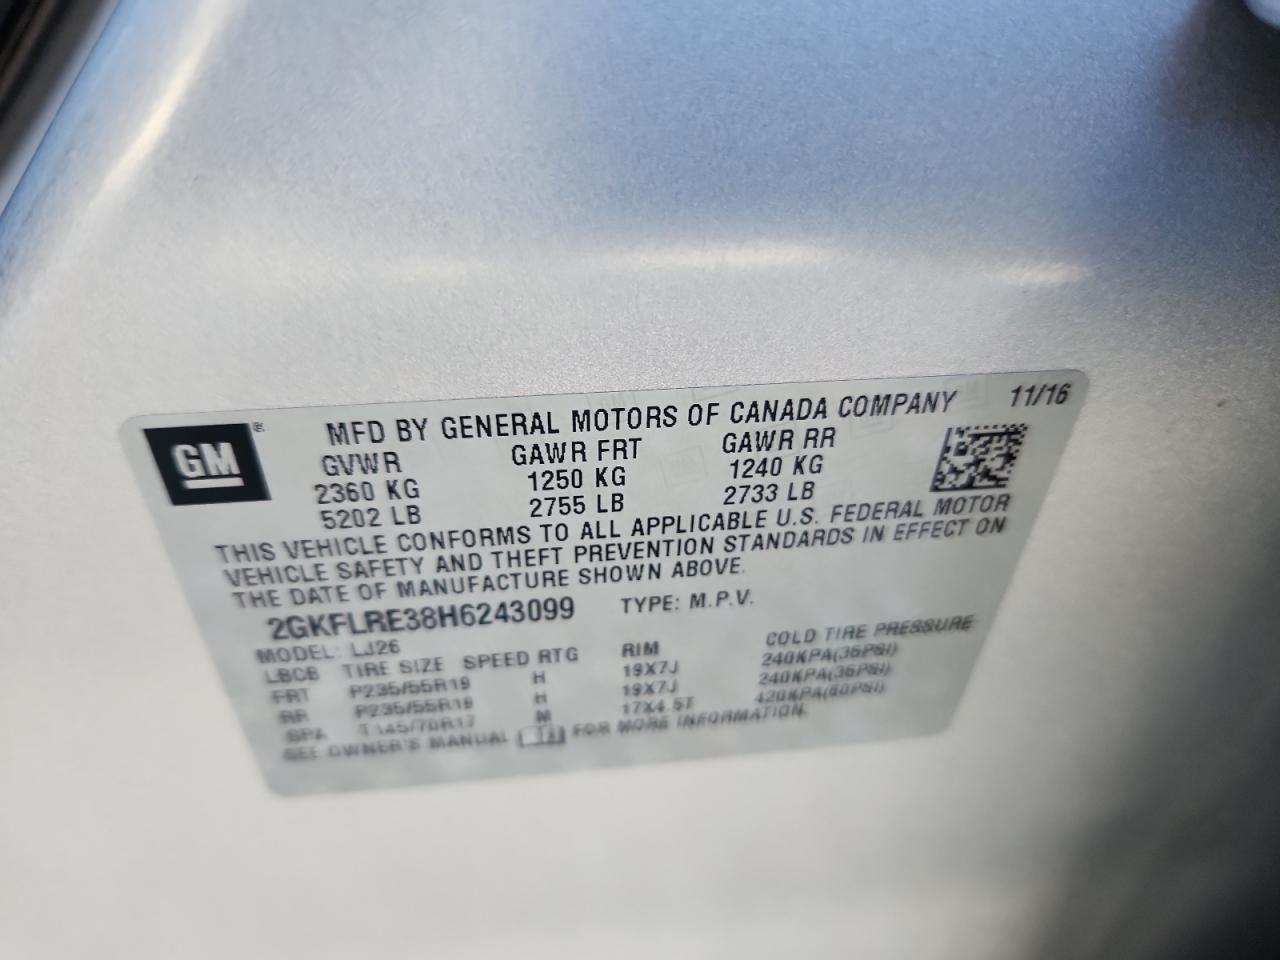 GM ®
MFD BY GENERAL MOTORS OF CANADA COMPANY 11/16
GVWR GAWR FRT GAWR RR
2360 KG 1250 KG 1240 KG
5202 LB 2755 LB 2733 LB
THIS VEHICLE CONFORMS TO ALL APPLICABLE U.S. FEDERAL MOTOR
VEHICLE SAFETY AND THEFT PREVENTION STANDARDS IN EFFECT ON
THE DATE OF MANUFACTURE SHOWN ABOVE.
2GKFLRE38H6243099 TYPE: M.P.V.
MODEL: LJ26
LBCB TIRE SIZE SPEED RTG RIM COLD TIRE PRESSURE
FRT P235/55R19 H 19X7J 240KPA(35PSI)
RR P235/55R19 H 19X7J 240KPA(35PSI)
SPA T145/70R17 M 17X4.5T 420KPA(60PSI)
SEE OWNER'S MANUAL FOR MORE INFORMATION.